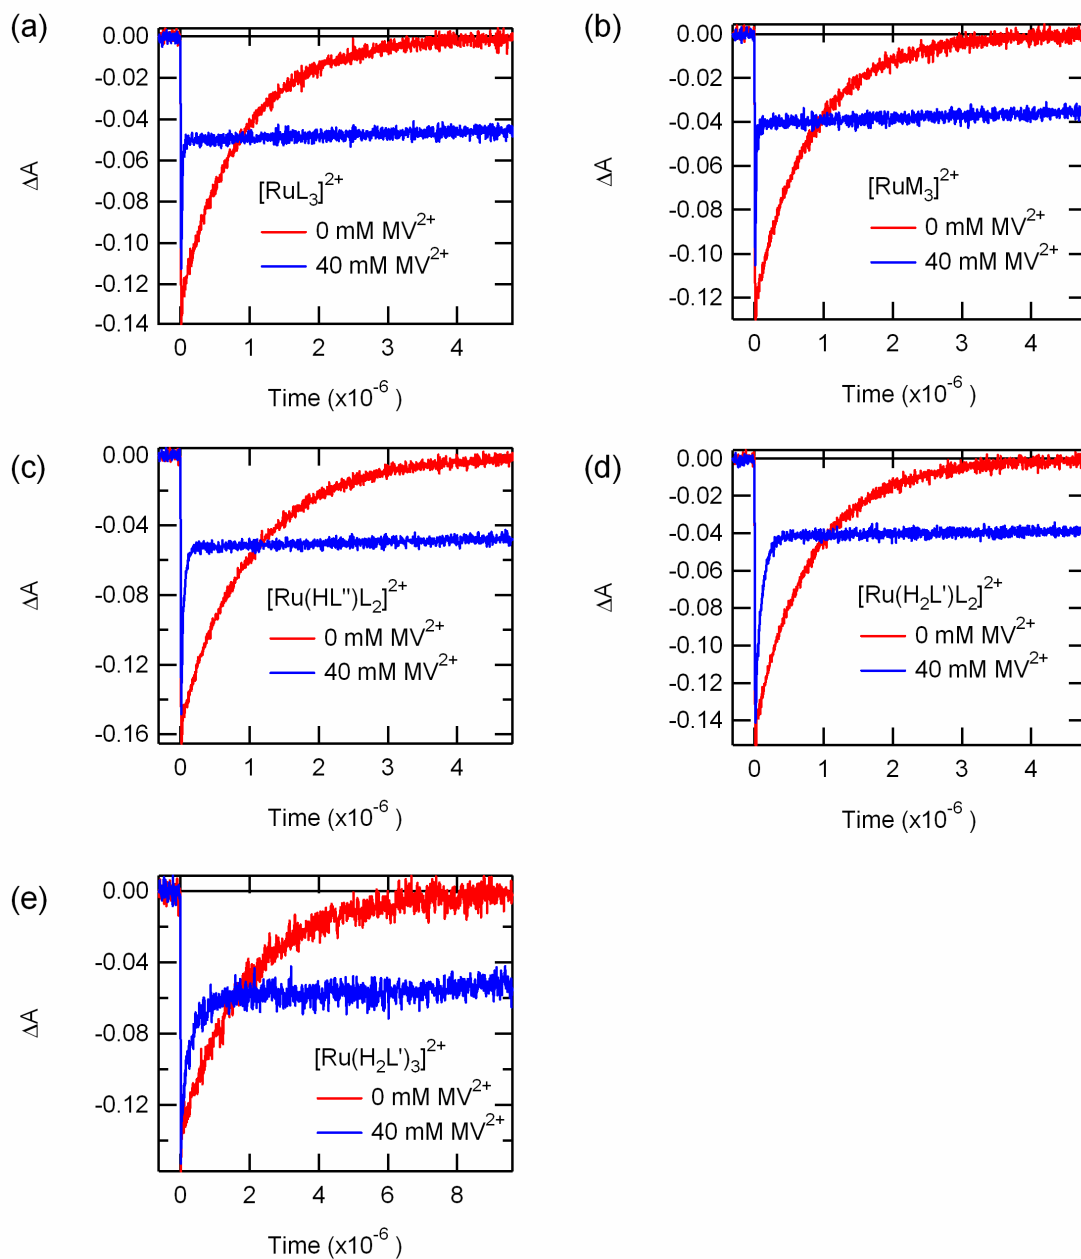 (a)
0.00
-0.02
-0.04
-0.06
-0.08
-0.10
-0.12
-0.14
ΔA
[RuL₃]²⁺
0 mM MV²⁺
40 mM MV²⁺
0 1 2 3 4
Time (x10⁻⁶ )
(b)
0.00
-0.02
-0.04
-0.06
-0.08
-0.10
-0.12
ΔA
[RuM₃]²⁺
0 mM MV²⁺
40 mM MV²⁺
0 1 2 3 4
Time (x10⁻⁶ )
(c)
0.00
-0.04
-0.08
-0.12
-0.16
ΔA
[Ru(HL")L₂]²⁺
0 mM MV²⁺
40 mM MV²⁺
0 1 2 3 4
Time (x10⁻⁶ )
(d)
0.00
-0.02
-0.04
-0.06
-0.08
-0.10
-0.12
-0.14
ΔA
[Ru(H₂L')L₂]²⁺
0 mM MV²⁺
40 mM MV²⁺
0 1 2 3 4
Time (x10⁻⁶ )
(e)
0.00
-0.04
-0.08
-0.12
ΔA
[Ru(H₂L')₃]²⁺
0 mM MV²⁺
40 mM MV²⁺
0 2 4 6 8
Time (x10⁻⁶ )